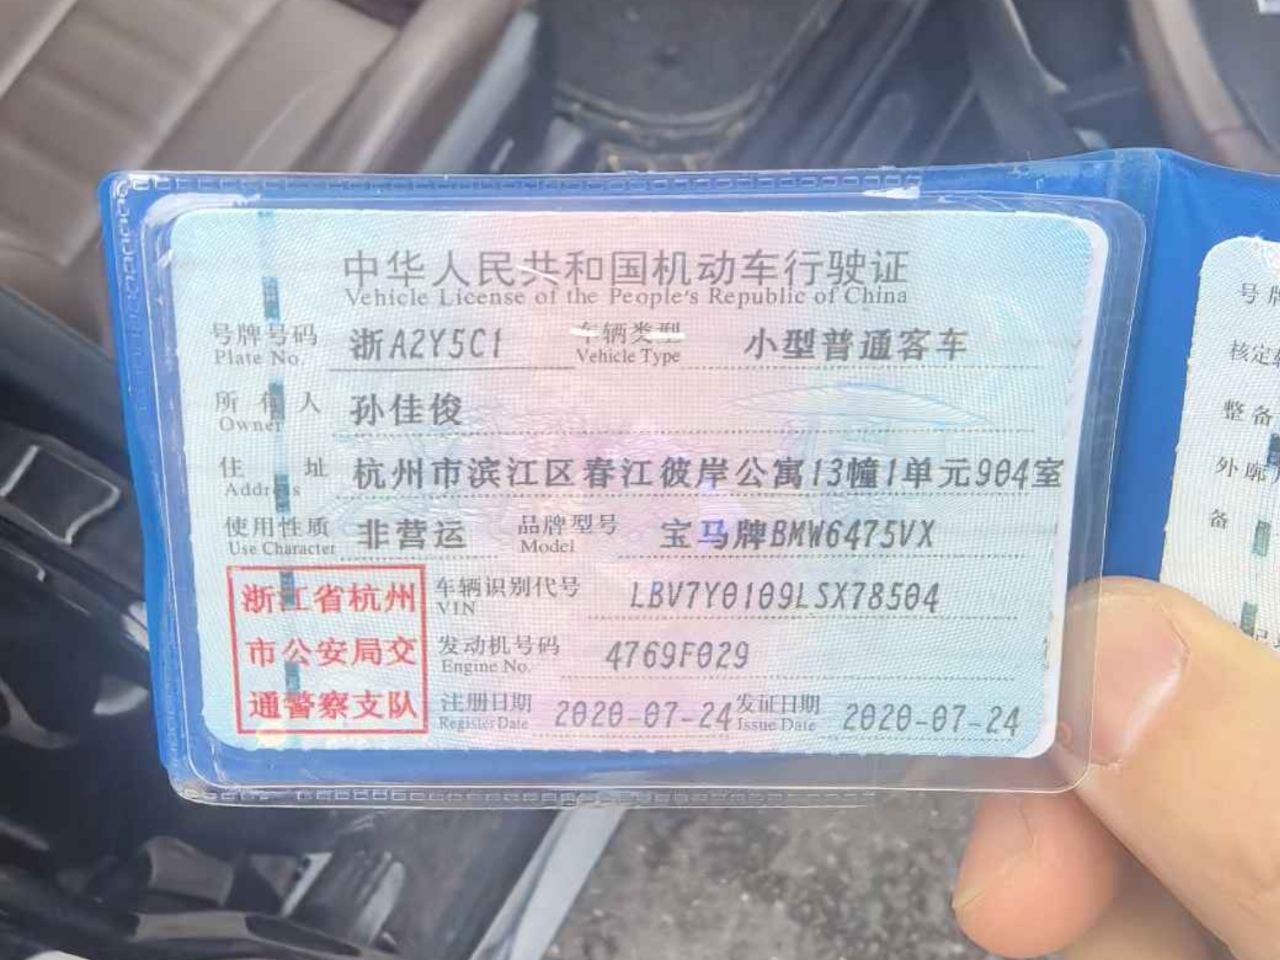 中华人民共和国机动车行驶证
Vehicle License of the People's Republic of China
号牌号码 浙A2Y5C1 车辆类型 小型普通客车
Plate No. Vehicle Type
所有人 孙佳俊
Owner
住址 杭州市滨江区春江彼岸公寓13幢1单元904室
Address
使用性质 非营运 品牌型号 宝马牌BMW6475VX
Use Character Model
浙江省杭州
市公安局交
通警察支队
车辆识别代号 LBV7Y0109LSX78504
VIN
发动机号码 4769F029
Engine No.
注册日期 2020-07-24 发证日期 2020-07-24
Register Date Issue Date
号牌
核定
整备
外廓
备